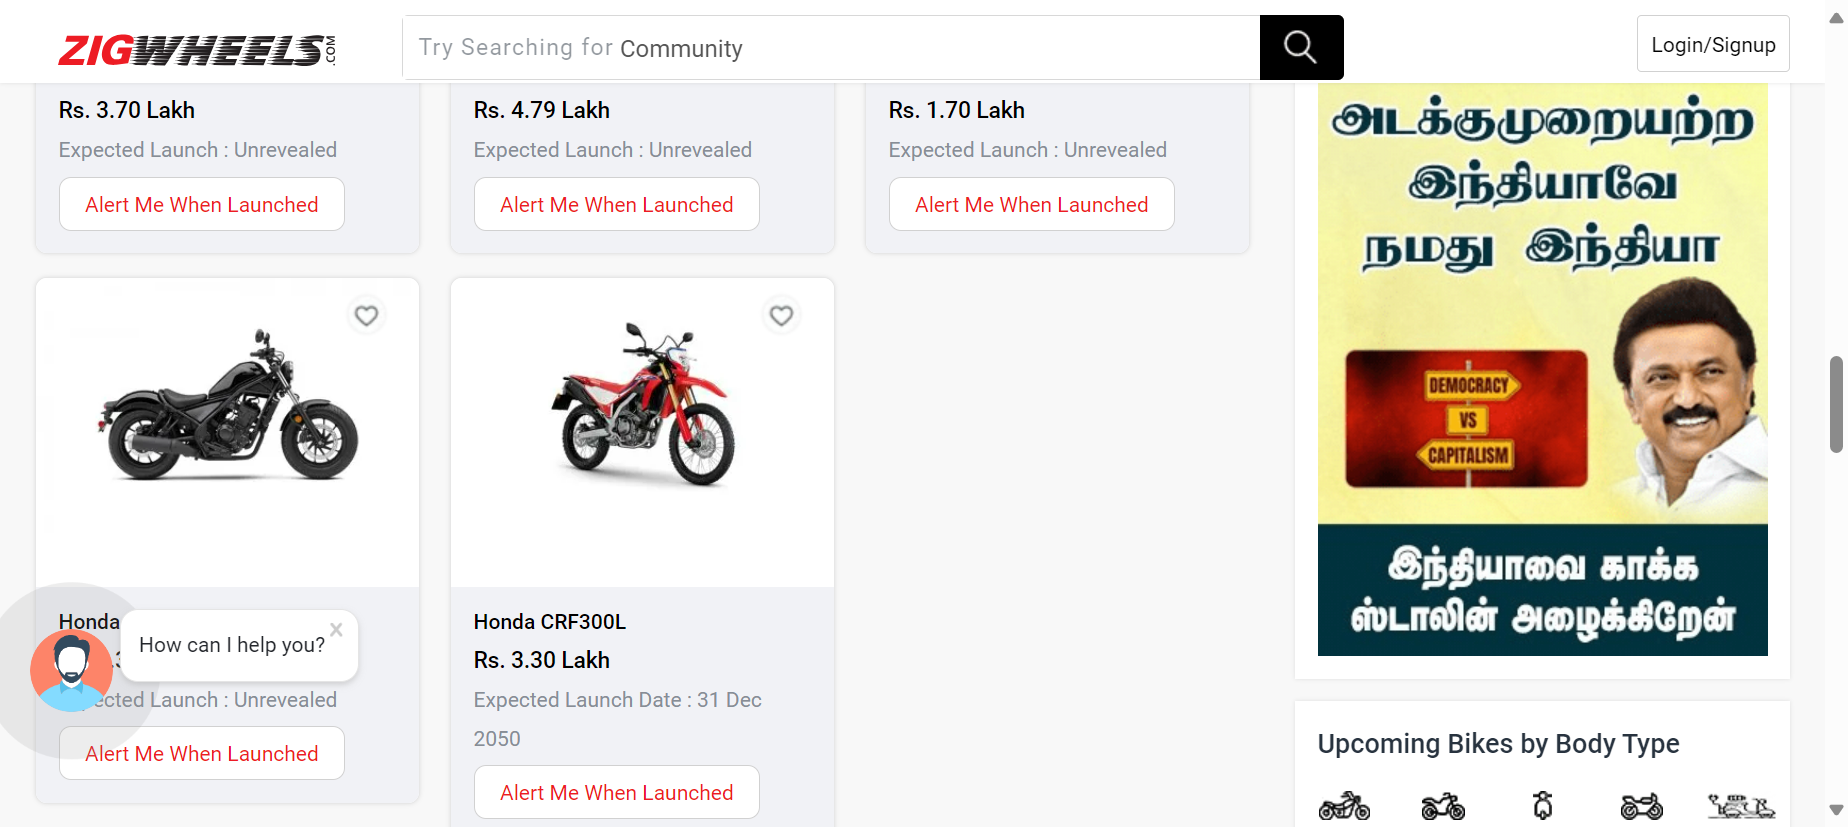 ZIGWHEELS.COM
Try Searching for Community
Login/Signup
Rs. 3.70 Lakh
Expected Launch : Unrevealed
Alert Me When Launched
Rs. 4.79 Lakh
Expected Launch : Unrevealed
Alert Me When Launched
Rs. 1.70 Lakh
Expected Launch : Unrevealed
Alert Me When Launched
Honda
How can I help you?
Expected Launch : Unrevealed
Alert Me When Launched
Honda CRF300L
Rs. 3.30 Lakh
Expected Launch Date : 31 Dec
2050
Alert Me When Launched
அடக்குமுறையற்ற
இந்தியாவே
நமது இந்தியா
DEMOCRACY
VS
CAPITALISM
இந்தியாவை காக்க
ஸ்டாலின் அழைக்கிறேன்
Upcoming Bikes by Body Type